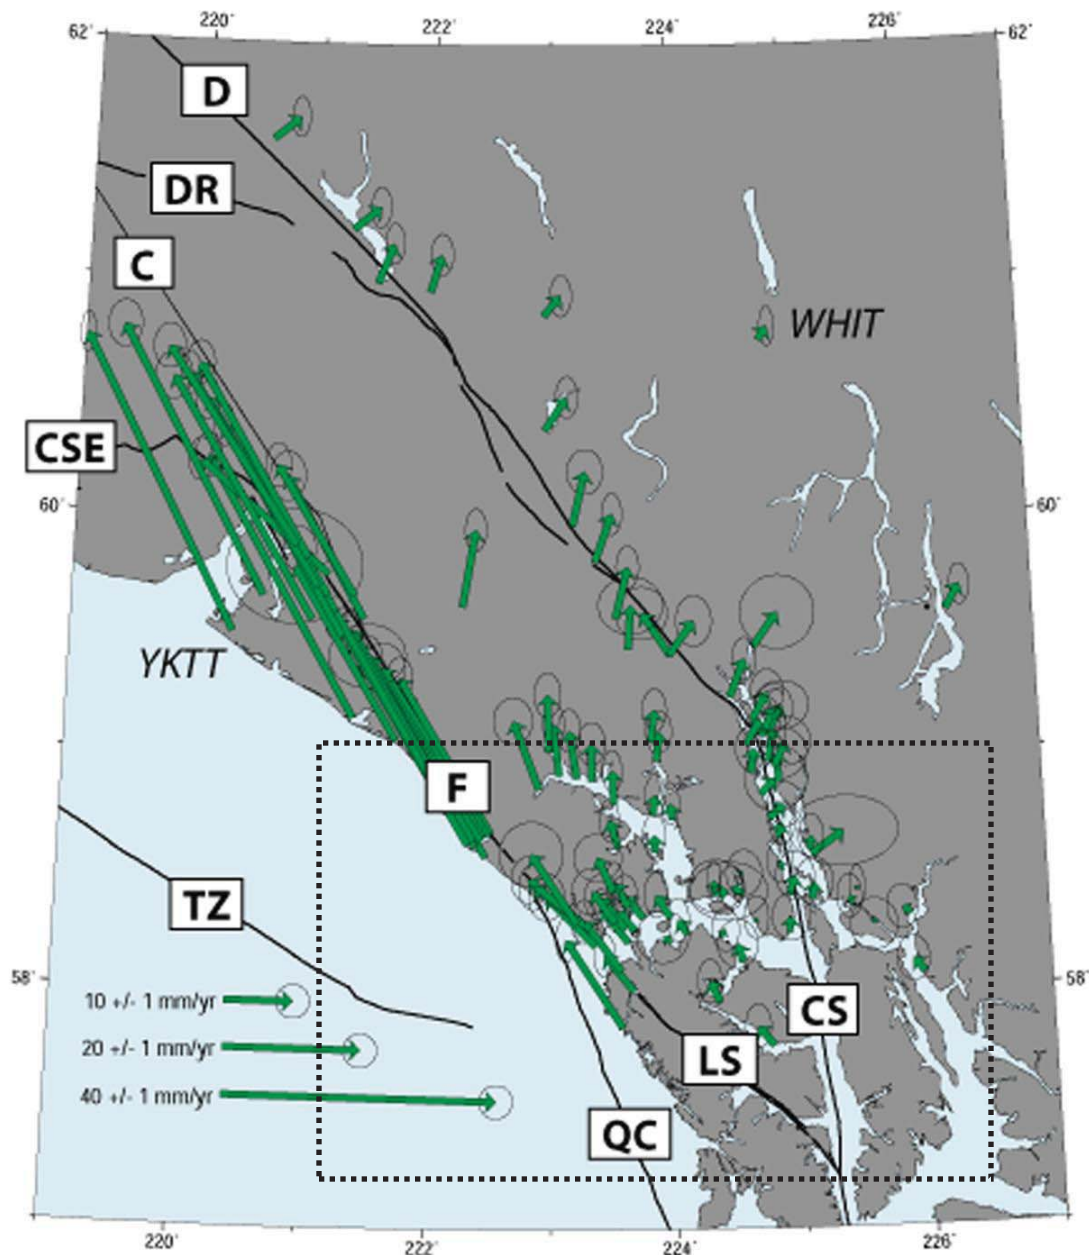 220˚ 222˚ 224˚ 226˚
62˚ 62˚
D
DR
C
WHIT
CSE
60˚ 60˚
YKTT
F
TZ
58˚ 58˚
10 +/- 1 mm/yr
CS
20 +/- 1 mm/yr
LS
40 +/- 1 mm/yr
QC
220˚ 222˚ 224˚ 226˚